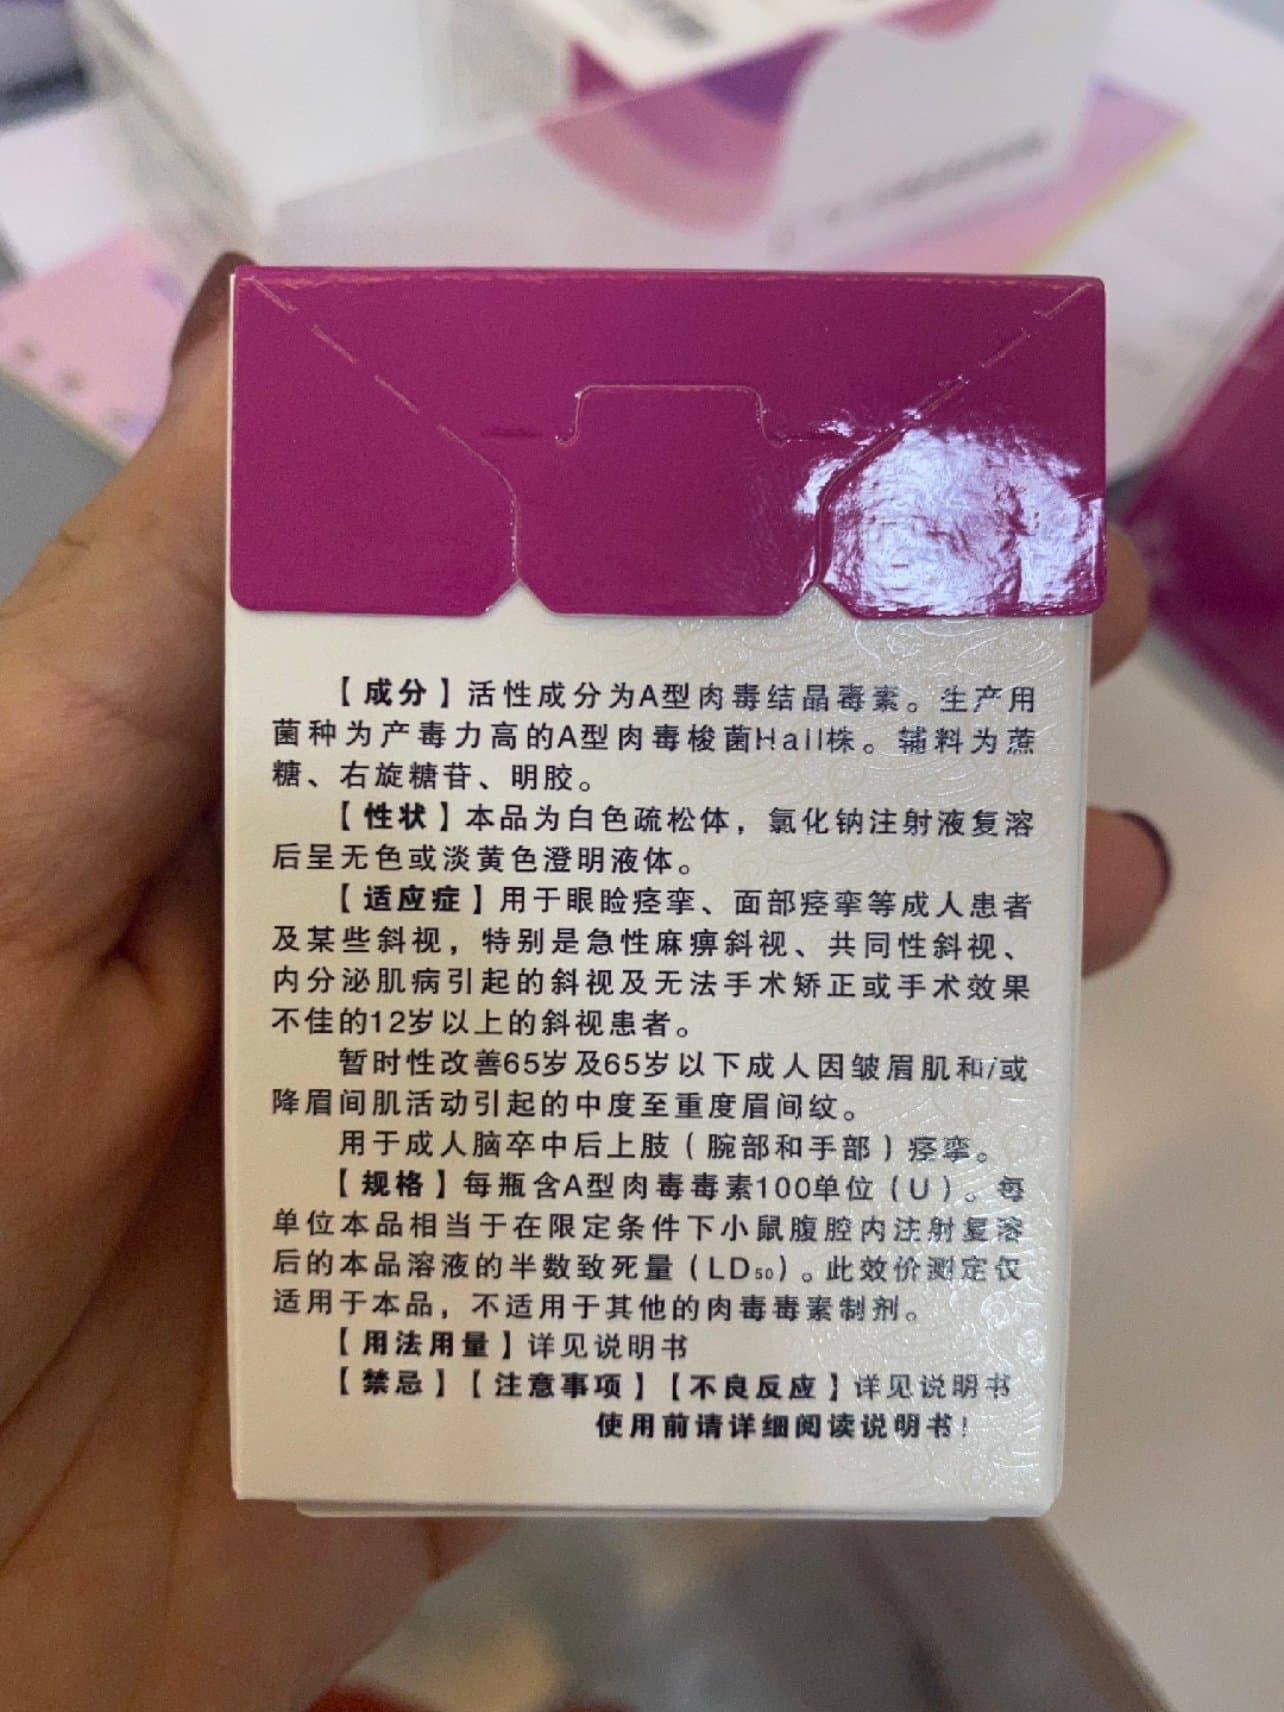 【成分】活性成分为A型肉毒结晶毒素。生产用
菌种为产毒力高的A型肉毒梭菌Hall株。辅料为蔗
糖、右旋糖苷、明胶。
【性状】本品为白色疏松体，氯化钠注射液复溶
后呈无色或淡黄色澄明液体。
【适应症】用于眼睑痉挛、面部痉挛等成人患者
及某些斜视，特别是急性麻痹斜视、共同性斜视、
内分泌肌病引起的斜视及无法手术矫正或手术效果
不佳的12岁以上的斜视患者。
暂时性改善65岁及65岁以下成人因皱眉肌和/或
降眉间肌活动引起的中度至重度眉间纹。
用于成人脑卒中后上肢（腕部和手部）痉挛。
【规格】每瓶含A型肉毒毒素100单位（U）。每
单位本品相当于在限定条件下小鼠腹腔内注射复溶
后的本品溶液的半数致死量（LD₅₀）。此效价测定仅
适用于本品，不适用于其他的肉毒毒素制剂。
【用法用量】详见说明书
【禁忌】【注意事项】【不良反应】详见说明书
使用前请详细阅读说明书！